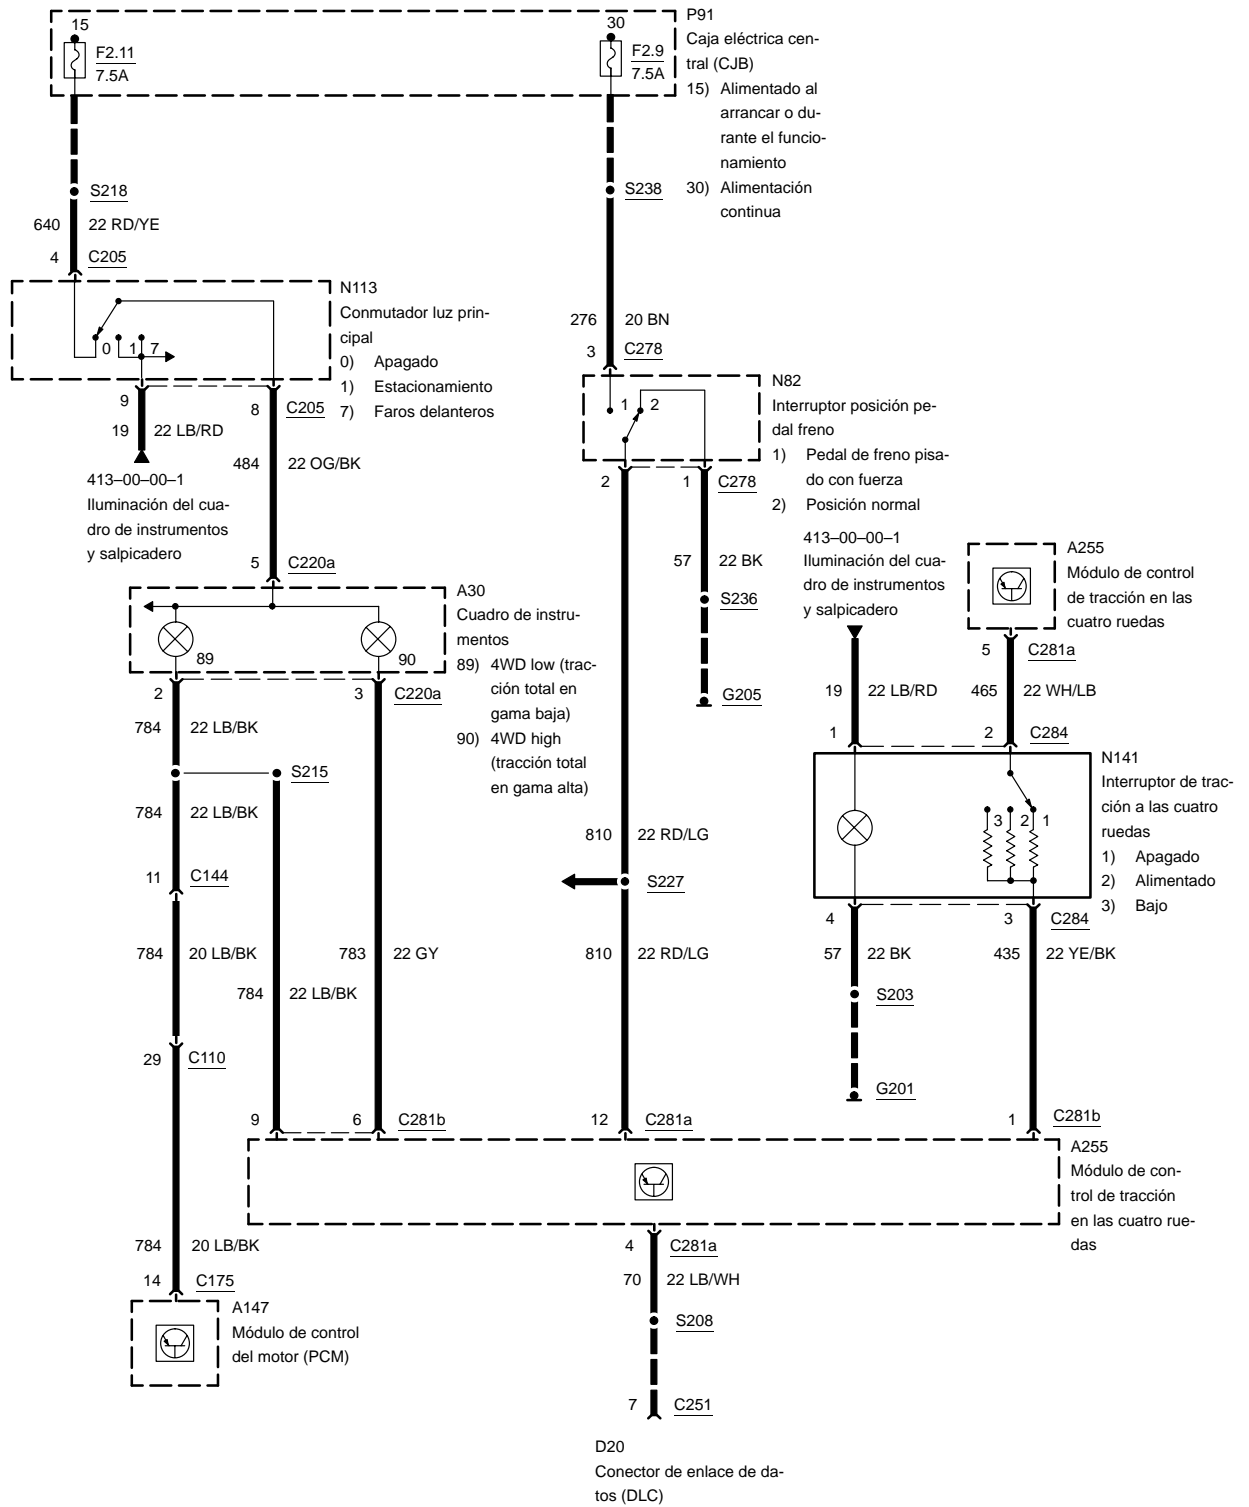 P91
Caja eléctrica cen-
tral (CJB)
15) Alimentado al
arrancar o du-
rante el funcio-
namiento
30) Alimentación
continua
15
F2.11
7.5A
30
F2.9
7.5A
S218
640 22 RD/YE
4 C205
S238
276 20 BN
3 C278
N113
Conmutador luz prin-
cipal
0) Apagado
1) Estacionamiento
7) Faros delanteros
0 1 7
9
8 C205
19 22 LB/RD
484 22 OG/BK
413–00–00–1
Iluminación del cua-
dro de instrumentos
y salpicadero
5 C220a
N82
Interruptor posición pe-
dal freno
1) Pedal de freno pisa-
do con fuerza
2) Posición normal
1 2
2
1 C278
57 22 BK
S236
G205
A30
Cuadro de instru-
mentos
89) 4WD low (trac-
ción total en
gama baja)
90) 4WD high
(tracción total
en gama alta)
89
90
2
3 C220a
784 22 LB/BK
S215
784 22 LB/BK
11 C144
784 20 LB/BK
784 22 LB/BK
783 22 GY
29 C110
9
6 C281b
810 22 RD/LG
S227
810 22 RD/LG
12 C281a
413–00–00–1
Iluminación del cua-
dro de instrumentos
y salpicadero
A255
Módulo de control
de tracción en las
cuatro ruedas
5 C281a
19 22 LB/RD
465 22 WH/LB
1
2 C284
N141
Interruptor de trac-
ción a las cuatro
ruedas
1) Apagado
2) Alimentado
3) Bajo
3 2 1
4
3 C284
57 22 BK
435 22 YE/BK
S203
G201
1 C281b
A255
Módulo de con-
trol de tracción
en las cuatro rue-
das
784 20 LB/BK
14 C175
A147
Módulo de control
del motor (PCM)
4 C281a
70 22 LB/WH
S208
7 C251
D20
Conector de enlace de da-
tos (DLC)